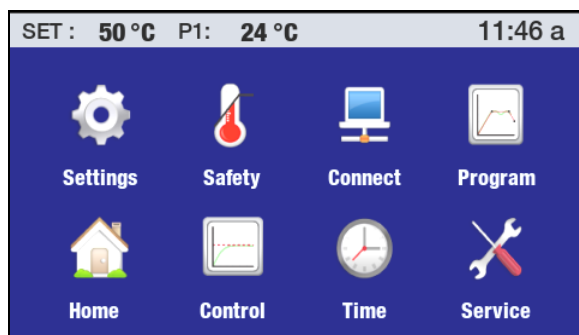 SET : 50 °C P1: 24 °C 11:46 a
Settings Safety Connect Program
Home Control Time Service